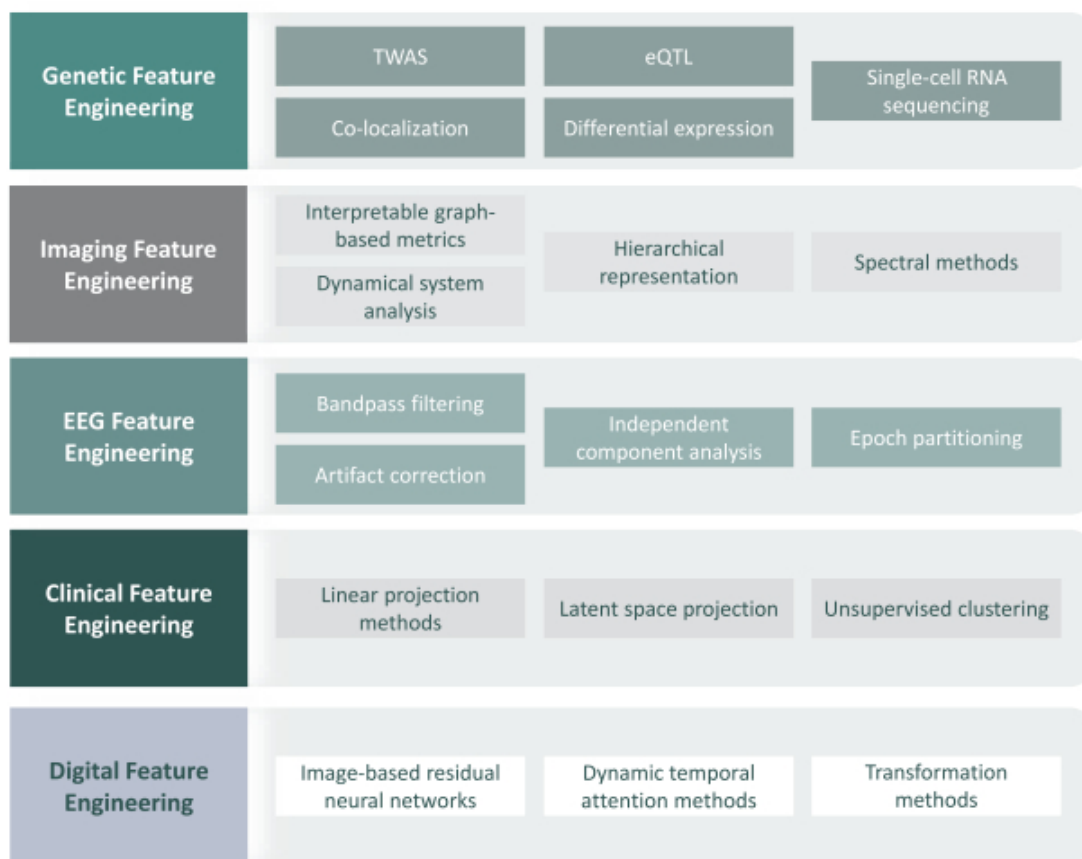 Genetic Feature
Engineering
TWAS
eQTL
Single-cell RNA
sequencing
Co-localization
Differential expression
Imaging Feature
Engineering
Interpretable graph-
based metrics
Dynamical system
analysis
Hierarchical
representation
Spectral methods
EEG Feature
Engineering
Bandpass filtering
Artifact correction
Independent
component analysis
Epoch partitioning
Clinical Feature
Engineering
Linear projection
methods
Latent space projection
Unsupervised clustering
Digital Feature
Engineering
Image-based residual
neural networks
Dynamic temporal
attention methods
Transformation
methods